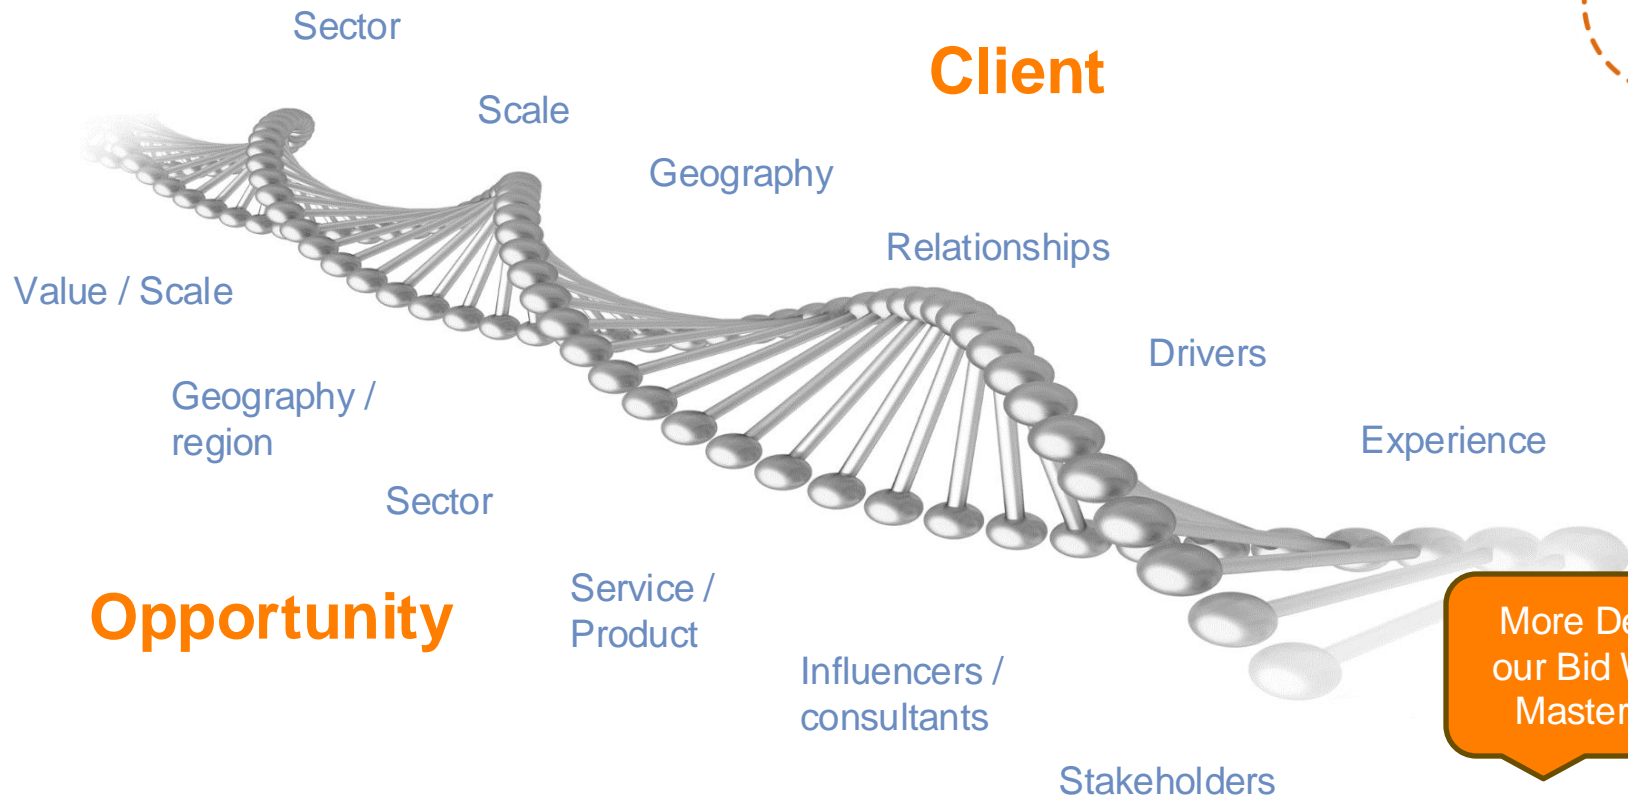 Sector
Client
Scale
Geography
Relationships
Value / Scale
Drivers
Geography /
region
Experience
Sector
Opportunity
Service /
Product
More
our Bid
Master
Influencers /
consultants
Stakeholders